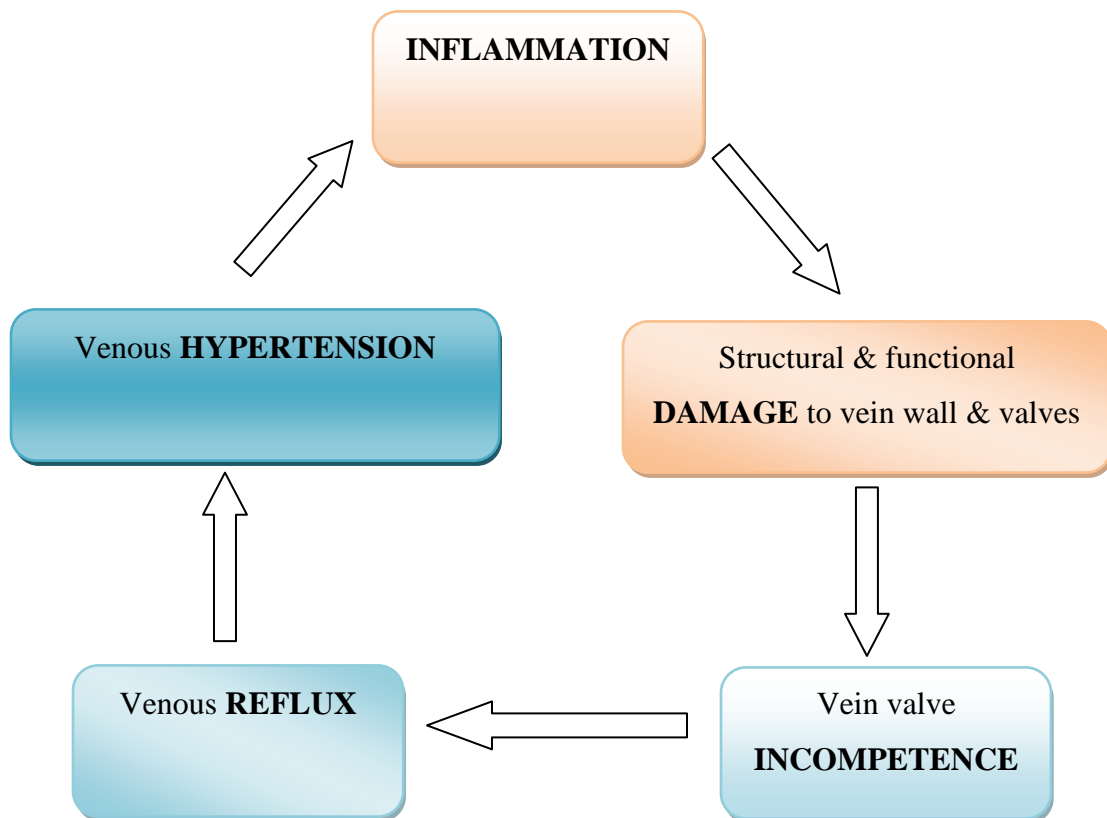 INFLAMMATION
Structural & functional
DAMAGE to vein wall & valves
Vein valve
INCOMPETENCE
Venous REFLUX
Venous HYPERTENSION